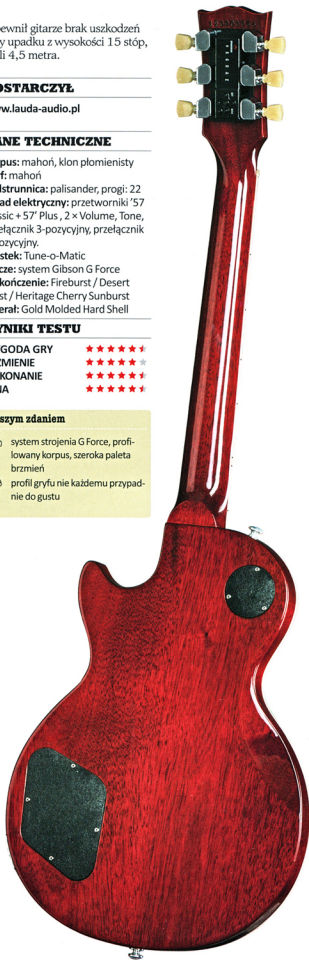 pewnił gitarze brak uszkodzeń
y upadku z wysokości 15 stóp,
li 4,5 metra.
OSTARCZYŁ
w.lauda-audio.pl
ANE TECHNICZNE
pus: mahoń, klon płomienisty
f: mahoń
lstrunnica: palisander, progi: 22
ad elektryczny: przetworniki '57
ssic + 57' Plus , 2 × Volume, Tone,
ełącznik 3-pozycyjny, przełącznik
ozycyjny.
stek: Tune-o-Matic
cze: system Gibson G Force
kończenie: Fireburst / Desert
st / Heritage Cherry Sunburst
erał: Gold Molded Hard Shell
YNIKI TESTU
GODA GRY
ZMIENIE
KONANIE
NA
szym zdaniem
system strojenia G Force, profi-
lowany korpus, szeroka paleta
brzmień
profil gryfu nie każdemu przypad-
nie do gustu